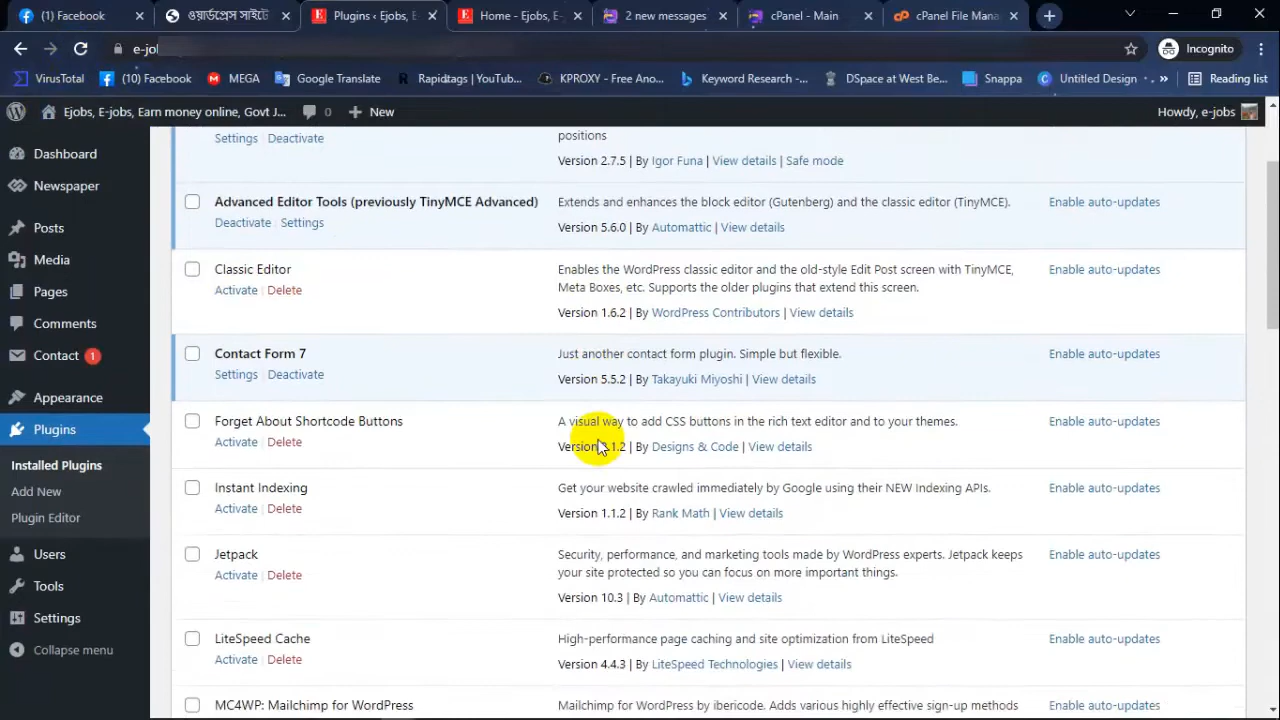 (10) Facebook
ওয়ার্ডপ্রেস সাইটে
Plugins ‹ Ejobs, E
Home - Ejobs, E-
2 new messages
cPanel - Main
cPanel File Mana
Incognito
VirusTotal
(10) Facebook
MEGA
Google Translate
Rapidtags | YouTub...
KPROXY - Free Ano...
Keyword Research -...
DSpace at West Be...
Snappa
Untitled Design -...
»
Reading list
Ejobs, E-jobs, Earn money online, Govt J...
0
New
Howdy, e-jobs
Dashboard
Newspaper
Posts
Media
Pages
Comments
Contact 1
Appearance
Plugins
Installed Plugins
Add New
Plugin Editor
Users
Tools
Settings
Collapse menu
positions
Settings | Deactivate
Version 2.7.5 | By Igor Funa | View details | Safe mode
Advanced Editor Tools (previously TinyMCE Advanced)
Deactivate | Settings
Extends and enhances the block editor (Gutenberg) and the classic editor (TinyMCE).
Version 5.6.0 | By Automattic | View details
Enable auto-updates
Classic Editor
Activate | Delete
Enables the WordPress classic editor and the old-style Edit Post screen with TinyMCE,
Meta Boxes, etc. Supports the older plugins that extend this screen.
Version 1.6.2 | By WordPress Contributors | View details
Enable auto-updates
Contact Form 7
Settings | Deactivate
Just another contact form plugin. Simple but flexible.
Version 5.5.2 | By Takayuki Miyoshi | View details
Enable auto-updates
Forget About Shortcode Buttons
Activate | Delete
A visual way to add CSS buttons in the rich text editor and to your themes.
Version .1.2 | By Designs & Code | View details
Enable auto-updates
Instant Indexing
Activate | Delete
Get your website crawled immediately by Google using their NEW Indexing APIs.
Version 1.1.2 | By Rank Math | View details
Enable auto-updates
Jetpack
Activate | Delete
Security, performance, and marketing tools made by WordPress experts. Jetpack keeps
your site protected so you can focus on more important things.
Version 10.3 | By Automattic | View details
Enable auto-updates
LiteSpeed Cache
Activate | Delete
High-performance page caching and site optimization from LiteSpeed
Version 4.4.3 | By LiteSpeed Technologies | View details
Enable auto-updates
MC4WP: Mailchimp for WordPress
Mailchimp for WordPress by ibericode. Adds various highly effective sign-up methods
Enable auto-updates